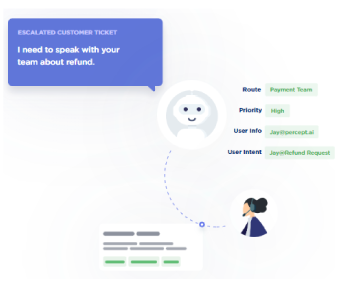 ESCALATED CUSTOMER TICKET
I need to speak with your
team about refund.
Route Payment Team
Priority High
User Info Jay@percept.ai
User Intent Jay@Refund Request